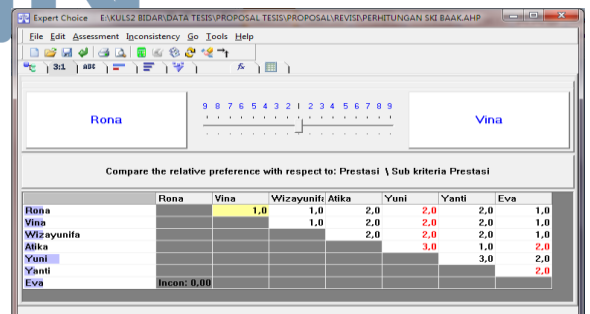 Expert Choice E:\KULS2 BIDAR\DATA TESIS\PROPOSAL TESIS\PROPOSAL\REVISI\PERHITUNGAN SKI BAAK.AHP
File Edit Assessment Inconsistency Go Tools Help
3:1 ABC
9 8 7 6 5 4 3 2 1 2 3 4 5 6 7 8 9
Rona Vina
Compare the relative preference with respect to: Prestasi \ Sub kriteria Prestasi
Rona Vina Wizayunifa Atika Yuni Yanti Eva
Rona 1,0 1,0 2,0 2,0 2,0 1,0
Vina 1,0 2,0 2,0 2,0 1,0
Wizayunifa 2,0 2,0 2,0 1,0
Atika 3,0 1,0 2,0
Yuni 3,0 2,0
Yanti 2,0
Eva Incon: 0,00